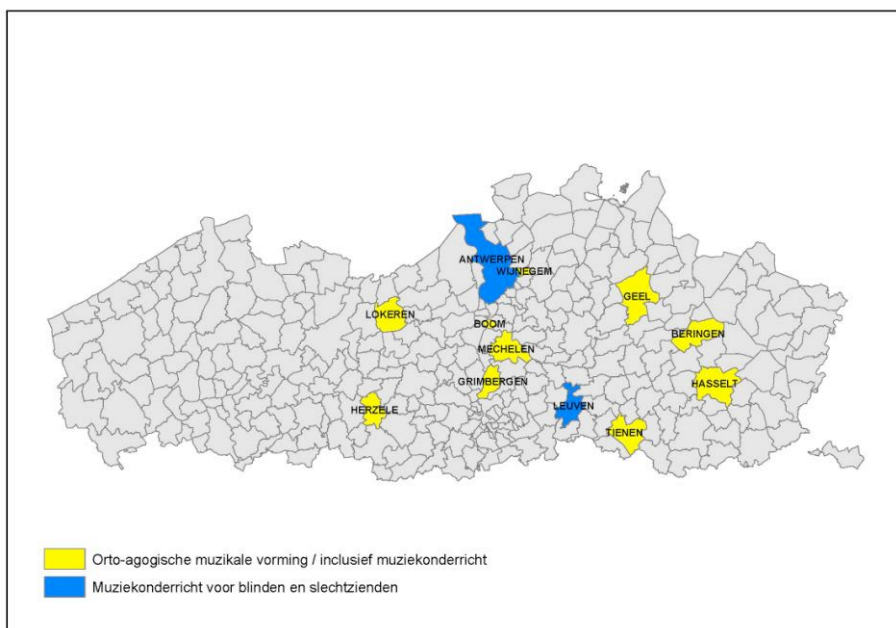 ANTWERPEN
WIJNEGEM
GEEL
LOKEREN
BOOM
BERINGEN
MECHELEN
GRIMBERGEN
HASSELT
HERZELE
LEUVEN
TIENEN
Orto-agogische muzikale vorming / inclusief muziekonderricht
Muziekonderricht voor blinden en slechtzienden